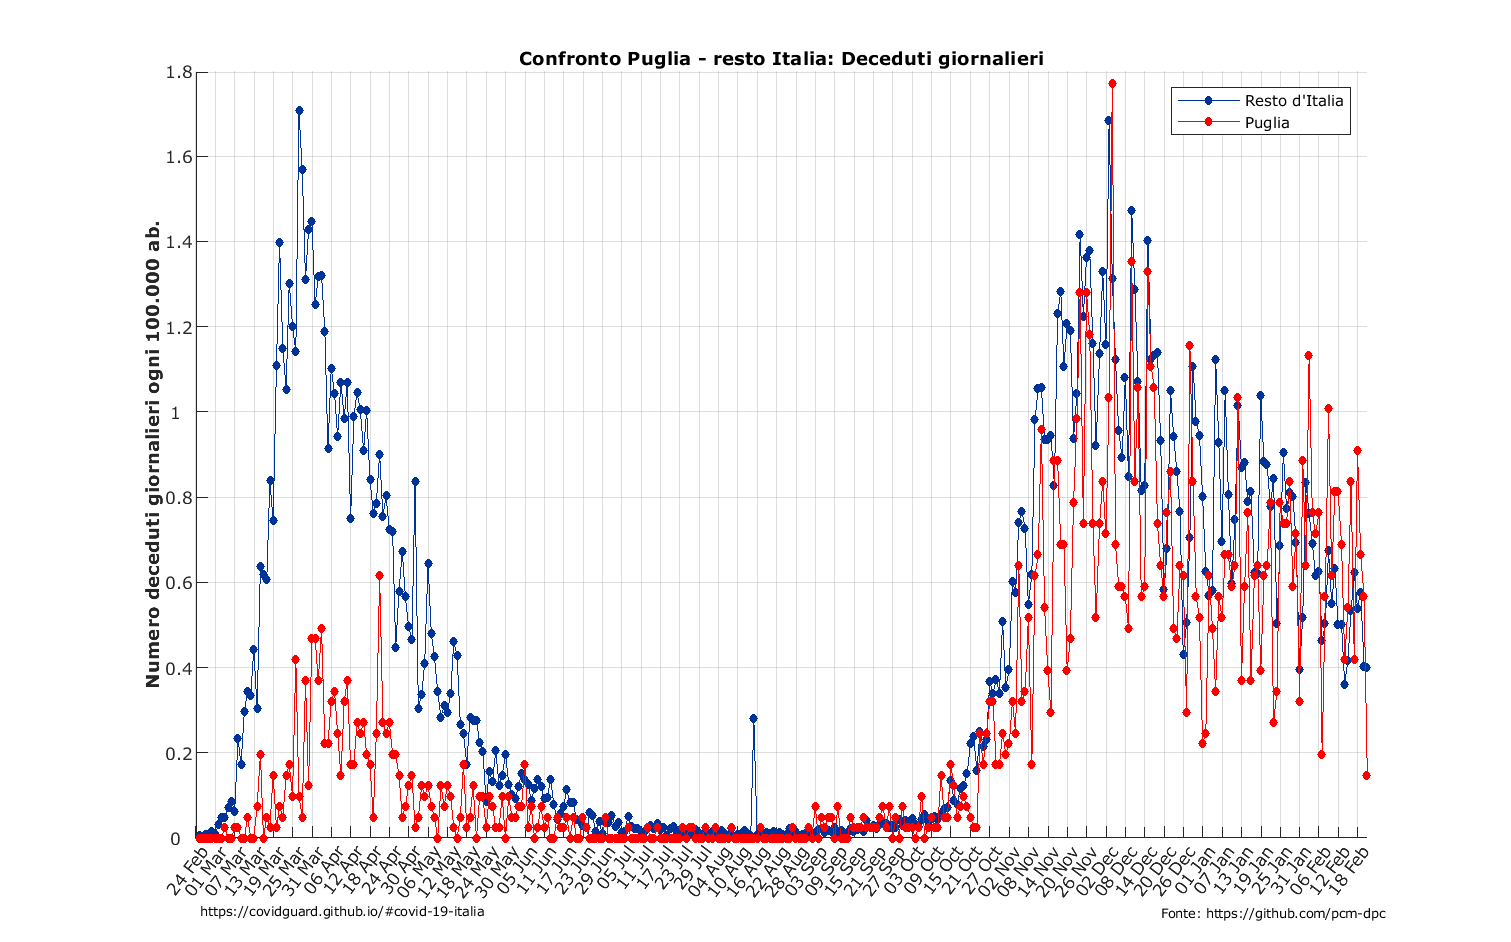 Confronto Puglia - resto Italia: Deceduti giornalieri
Resto d'Italia
Puglia
Numero deceduti giornalieri ogni 100.000 ab.
1.8
1.6
1.4
1.2
1
0.8
0.6
0.4
0.2
0
24 Feb
01 Mar
07 Mar
13 Mar
19 Mar
25 Mar
31 Mar
06 Apr
12 Apr
18 Apr
24 Apr
30 Apr
06 May
12 May
18 May
24 May
30 May
05 Jun
11 Jun
17 Jun
23 Jun
29 Jun
05 Jul
11 Jul
17 Jul
23 Jul
29 Jul
04 Aug
10 Aug
16 Aug
22 Aug
28 Aug
03 Sep
09 Sep
15 Sep
21 Sep
27 Sep
03 Oct
09 Oct
15 Oct
21 Oct
27 Oct
02 Nov
08 Nov
14 Nov
20 Nov
26 Nov
02 Dec
08 Dec
14 Dec
20 Dec
26 Dec
01 Jan
07 Jan
13 Jan
19 Jan
25 Jan
31 Jan
06 Feb
12 Feb
18 Feb
https://covidguard.github.io/#covid-19-italia
Fonte: https://github.com/pcm-dpc